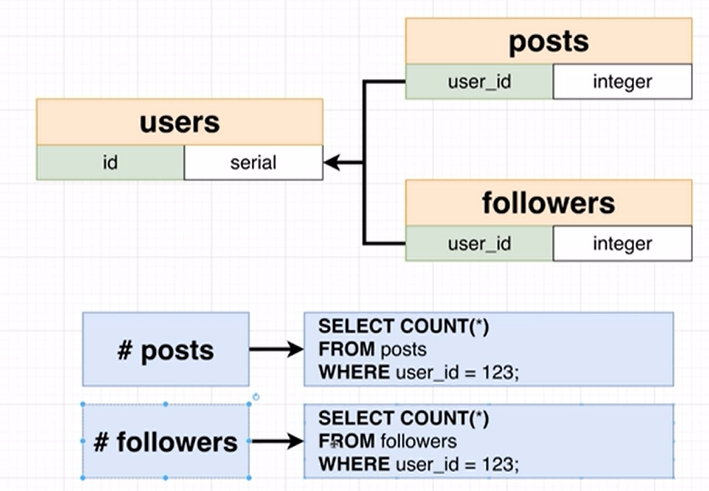 posts
user_id integer
users
id serial
followers
user_id integer
# posts
SELECT COUNT(*)
FROM posts
WHERE user_id = 123;
# followers
SELECT COUNT(*)
FROM followers
WHERE user_id = 123;